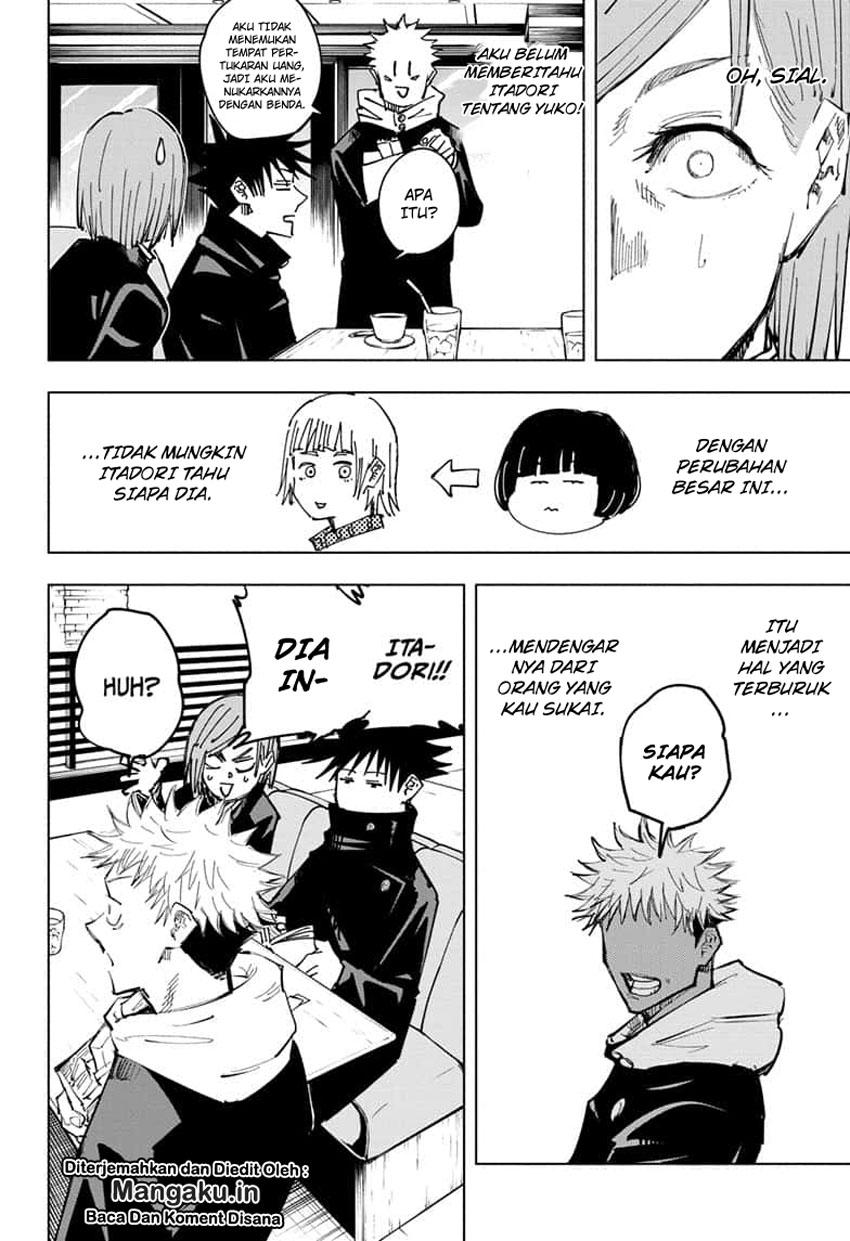 OH, SIAL.
AKU BELUM
MEMBERITAHU
ITADORI
TENTANG YUKO!
APA
ITU?
AKU TIDAK
MENEMUKAN
TEMPAT PER-
TUKARAN UANG,
JADI AKU ME-
NUKARKANNYA
DENGAN BENDA.
DENGAN
PERUBAHAN
BESAR INI...
...TIDAK MUNGKIN
ITADORI TAHU
SIAPA DIA.
ITU
MENJADI
HAL YANG
TERBURUK
...
...MENDENGAR
NYA DARI
ORANG YANG
KAU SUKAI.
SIAPA
KAU?
ITA-
DORI!!
DIA
IN-
HUH?
Diterjemahkan dan Diedit Oleh :
Mangaku.in
Baca Dan Koment Disana